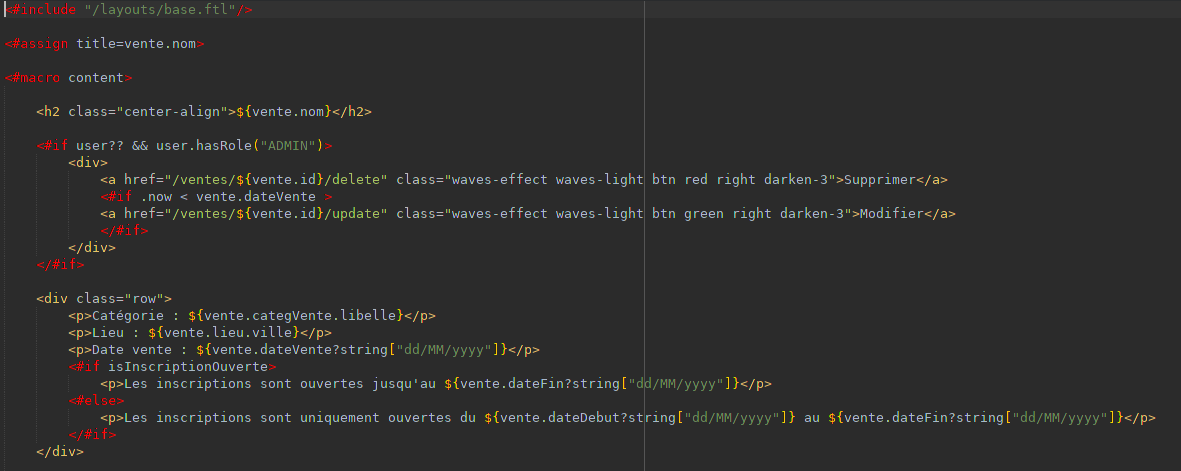 <#include "/layouts/base.ftl"/>
<#assign title=vente.nom>
<#macro content>
<h2 class="center-align">${vente.nom}</h2>
<#if user?? && user.hasRole("ADMIN")>
<div>
<a href="/ventes/${vente.id}/delete" class="waves-effect waves-light btn red right darken-3">Supprimer</a>
<#if .now < vente.dateVente >
<a href="/ventes/${vente.id}/update" class="waves-effect waves-light btn green right darken-3">Modifier</a>
</#if>
</div>
</#if>
<div class="row">
<p>Catégorie : ${vente.categVente.libelle}</p>
<p>Lieu : ${vente.lieu.ville}</p>
<p>Date vente : ${vente.dateVente?string["dd/MM/yyyy"]}</p>
<#if isInscriptionOuverte>
<p>Les inscriptions sont ouvertes jusqu'au ${vente.dateFin?string["dd/MM/yyyy"]}</p>
<#else>
<p>Les inscriptions sont uniquement ouvertes du ${vente.dateDebut?string["dd/MM/yyyy"]} au ${vente.dateFin?string["dd/MM/yyyy"]}</p>
</#if>
</div>